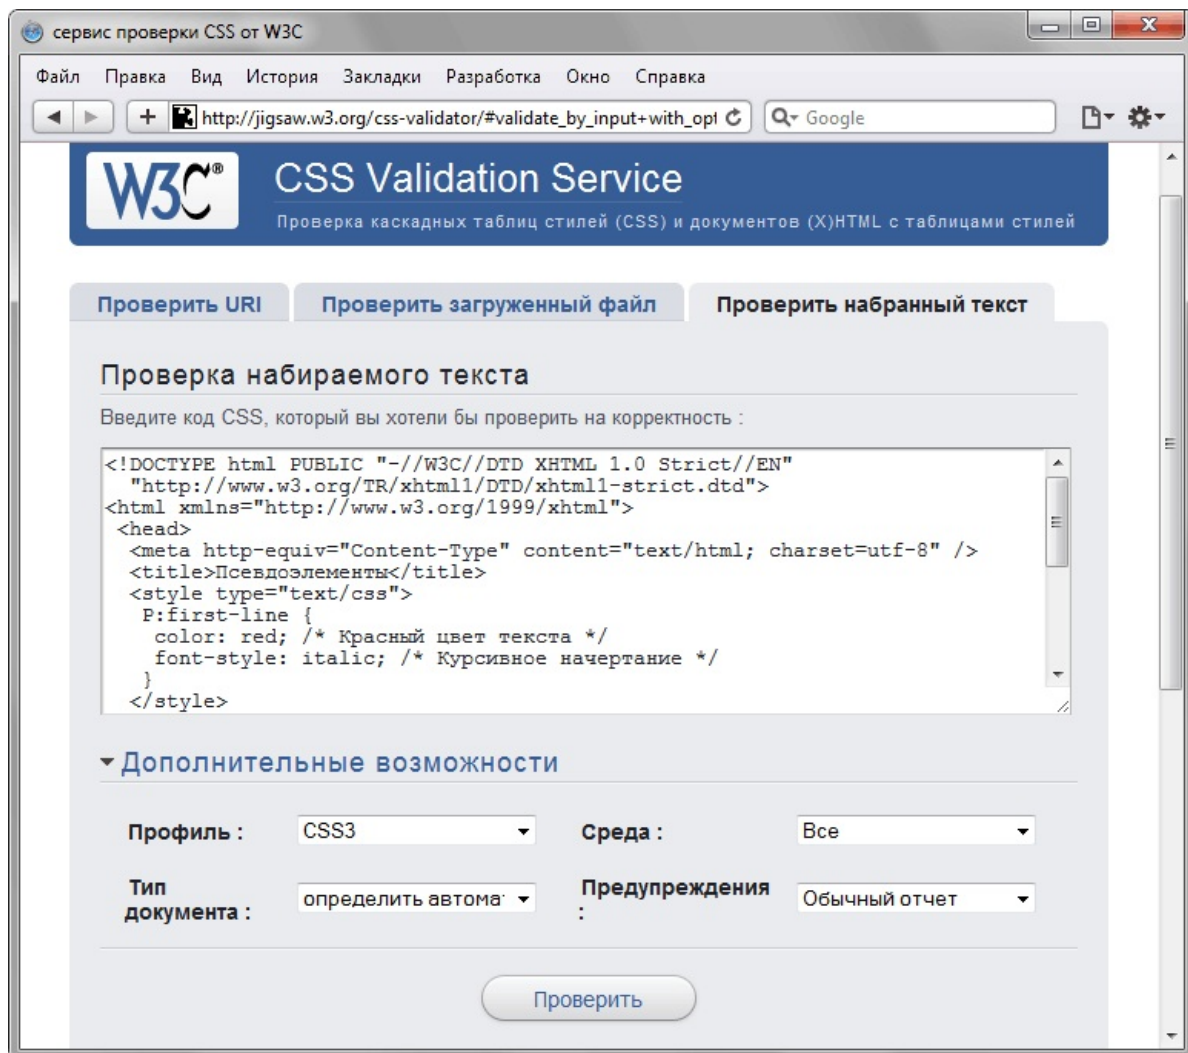 сервис проверки CSS от W3C
Файл Правка Вид История Закладки Разработка Окно Справка
http://jigsaw.w3.org/css-validator/#validate_by_input+with_opt Google
W3C® CSS Validation Service
Проверка каскадных таблиц стилей (CSS) и документов (X)HTML с таблицами стилей
Проверить URI Проверить загруженный файл Проверить набранный текст
Проверка набираемого текста
Введите код CSS, который вы хотели бы проверить на корректность :
<!DOCTYPE html PUBLIC "-//W3C//DTD XHTML 1.0 Strict//EN"
"http://www.w3.org/TR/xhtml1/DTD/xhtml1-strict.dtd">
<html xmlns="http://www.w3.org/1999/xhtml">
<head>
<meta http-equiv="Content-Type" content="text/html; charset=utf-8" />
<title>Псевдоэлементы</title>
<style type="text/css">
P:first-line {
color: red; /* Красный цвет текста */
font-style: italic; /* Курсивное начертание */
}
</style>
Дополнительные возможности
Профиль : CSS3 Среда : Все
Тип документа : определить автомат Предупреждения : Обычный отчет
Проверить